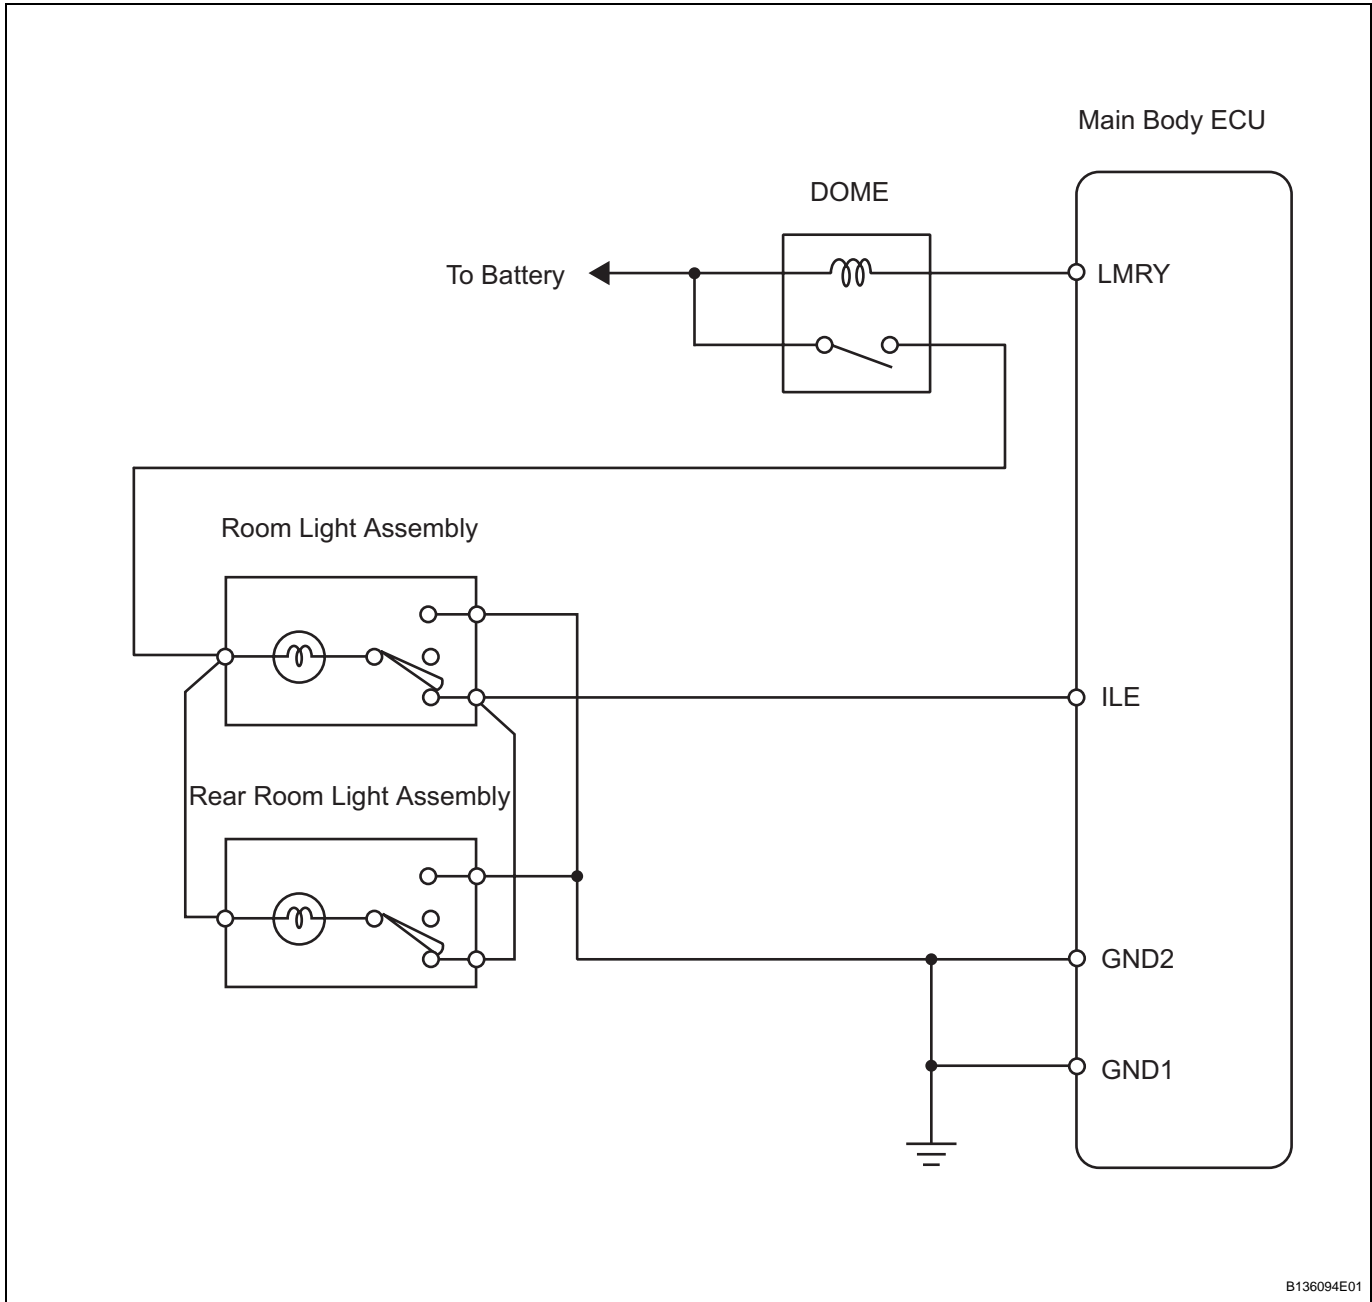 Main Body ECU
DOME
To Battery
LMRY
Room Light Assembly
ILE
Rear Room Light Assembly
GND2
GND1
B136094E01